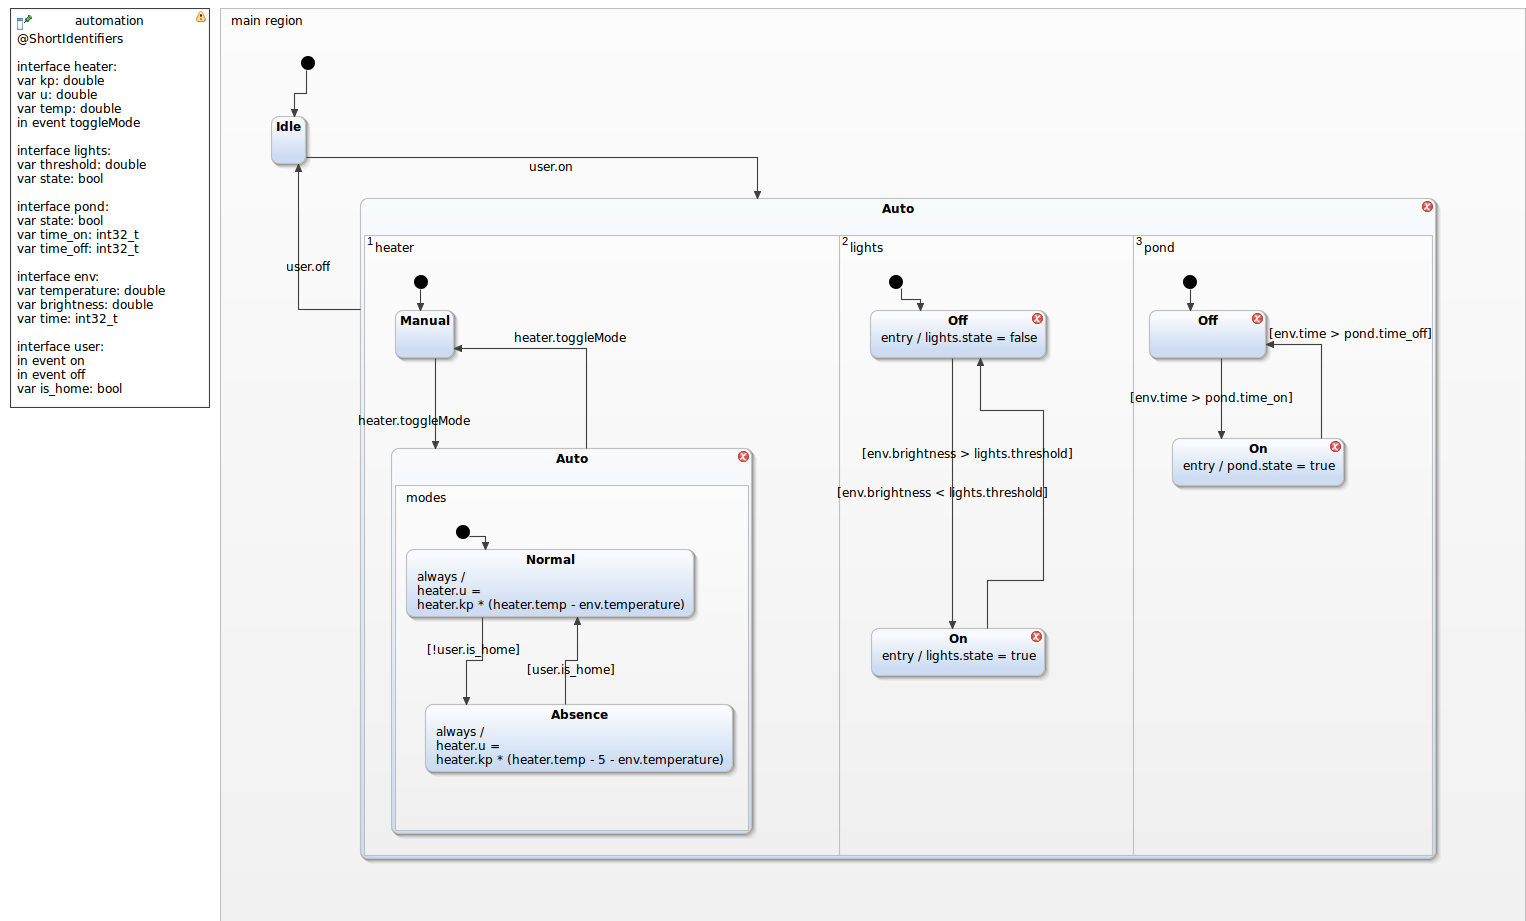 automation
@ShortIdentifiers
interface heater:
var kp: double
var u: double
var temp: double
in event toggleMode
interface lights:
var threshold: double
var state: bool
interface pond:
var state: bool
var time_on: int32_t
var time_off: int32_t
interface env:
var temperature: double
var brightness: double
var time: int32_t
interface user:
in event on
in event off
var is_home: bool
main region
Idle
user.on
user.off
Auto
1
heater
Manual
heater.toggleMode
heater.toggleMode
Auto
modes
Normal
always /
heater.u =
heater.kp * (heater.temp - env.temperature)
[!user.is_home]
[user.is_home]
Absence
always /
heater.u =
heater.kp * (heater.temp - 5 - env.temperature)
2
lights
Off
entry / lights.state = false
[env.brightness > lights.threshold]
[env.brightness < lights.threshold]
On
entry / lights.state = true
3
pond
Off
[env.time > pond.time_off]
[env.time > pond.time_on]
On
entry / pond.state = true